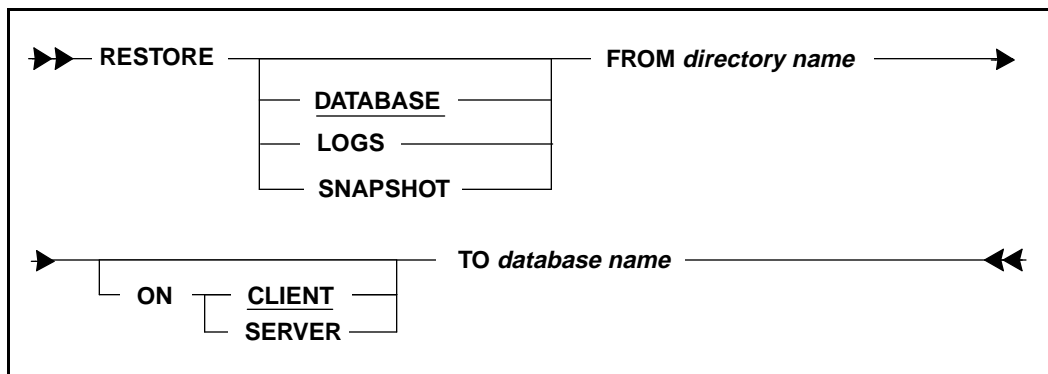 RESTORE FROM directory name
DATABASE
LOGS
SNAPSHOT
TO database name
ON CLIENT
SERVER